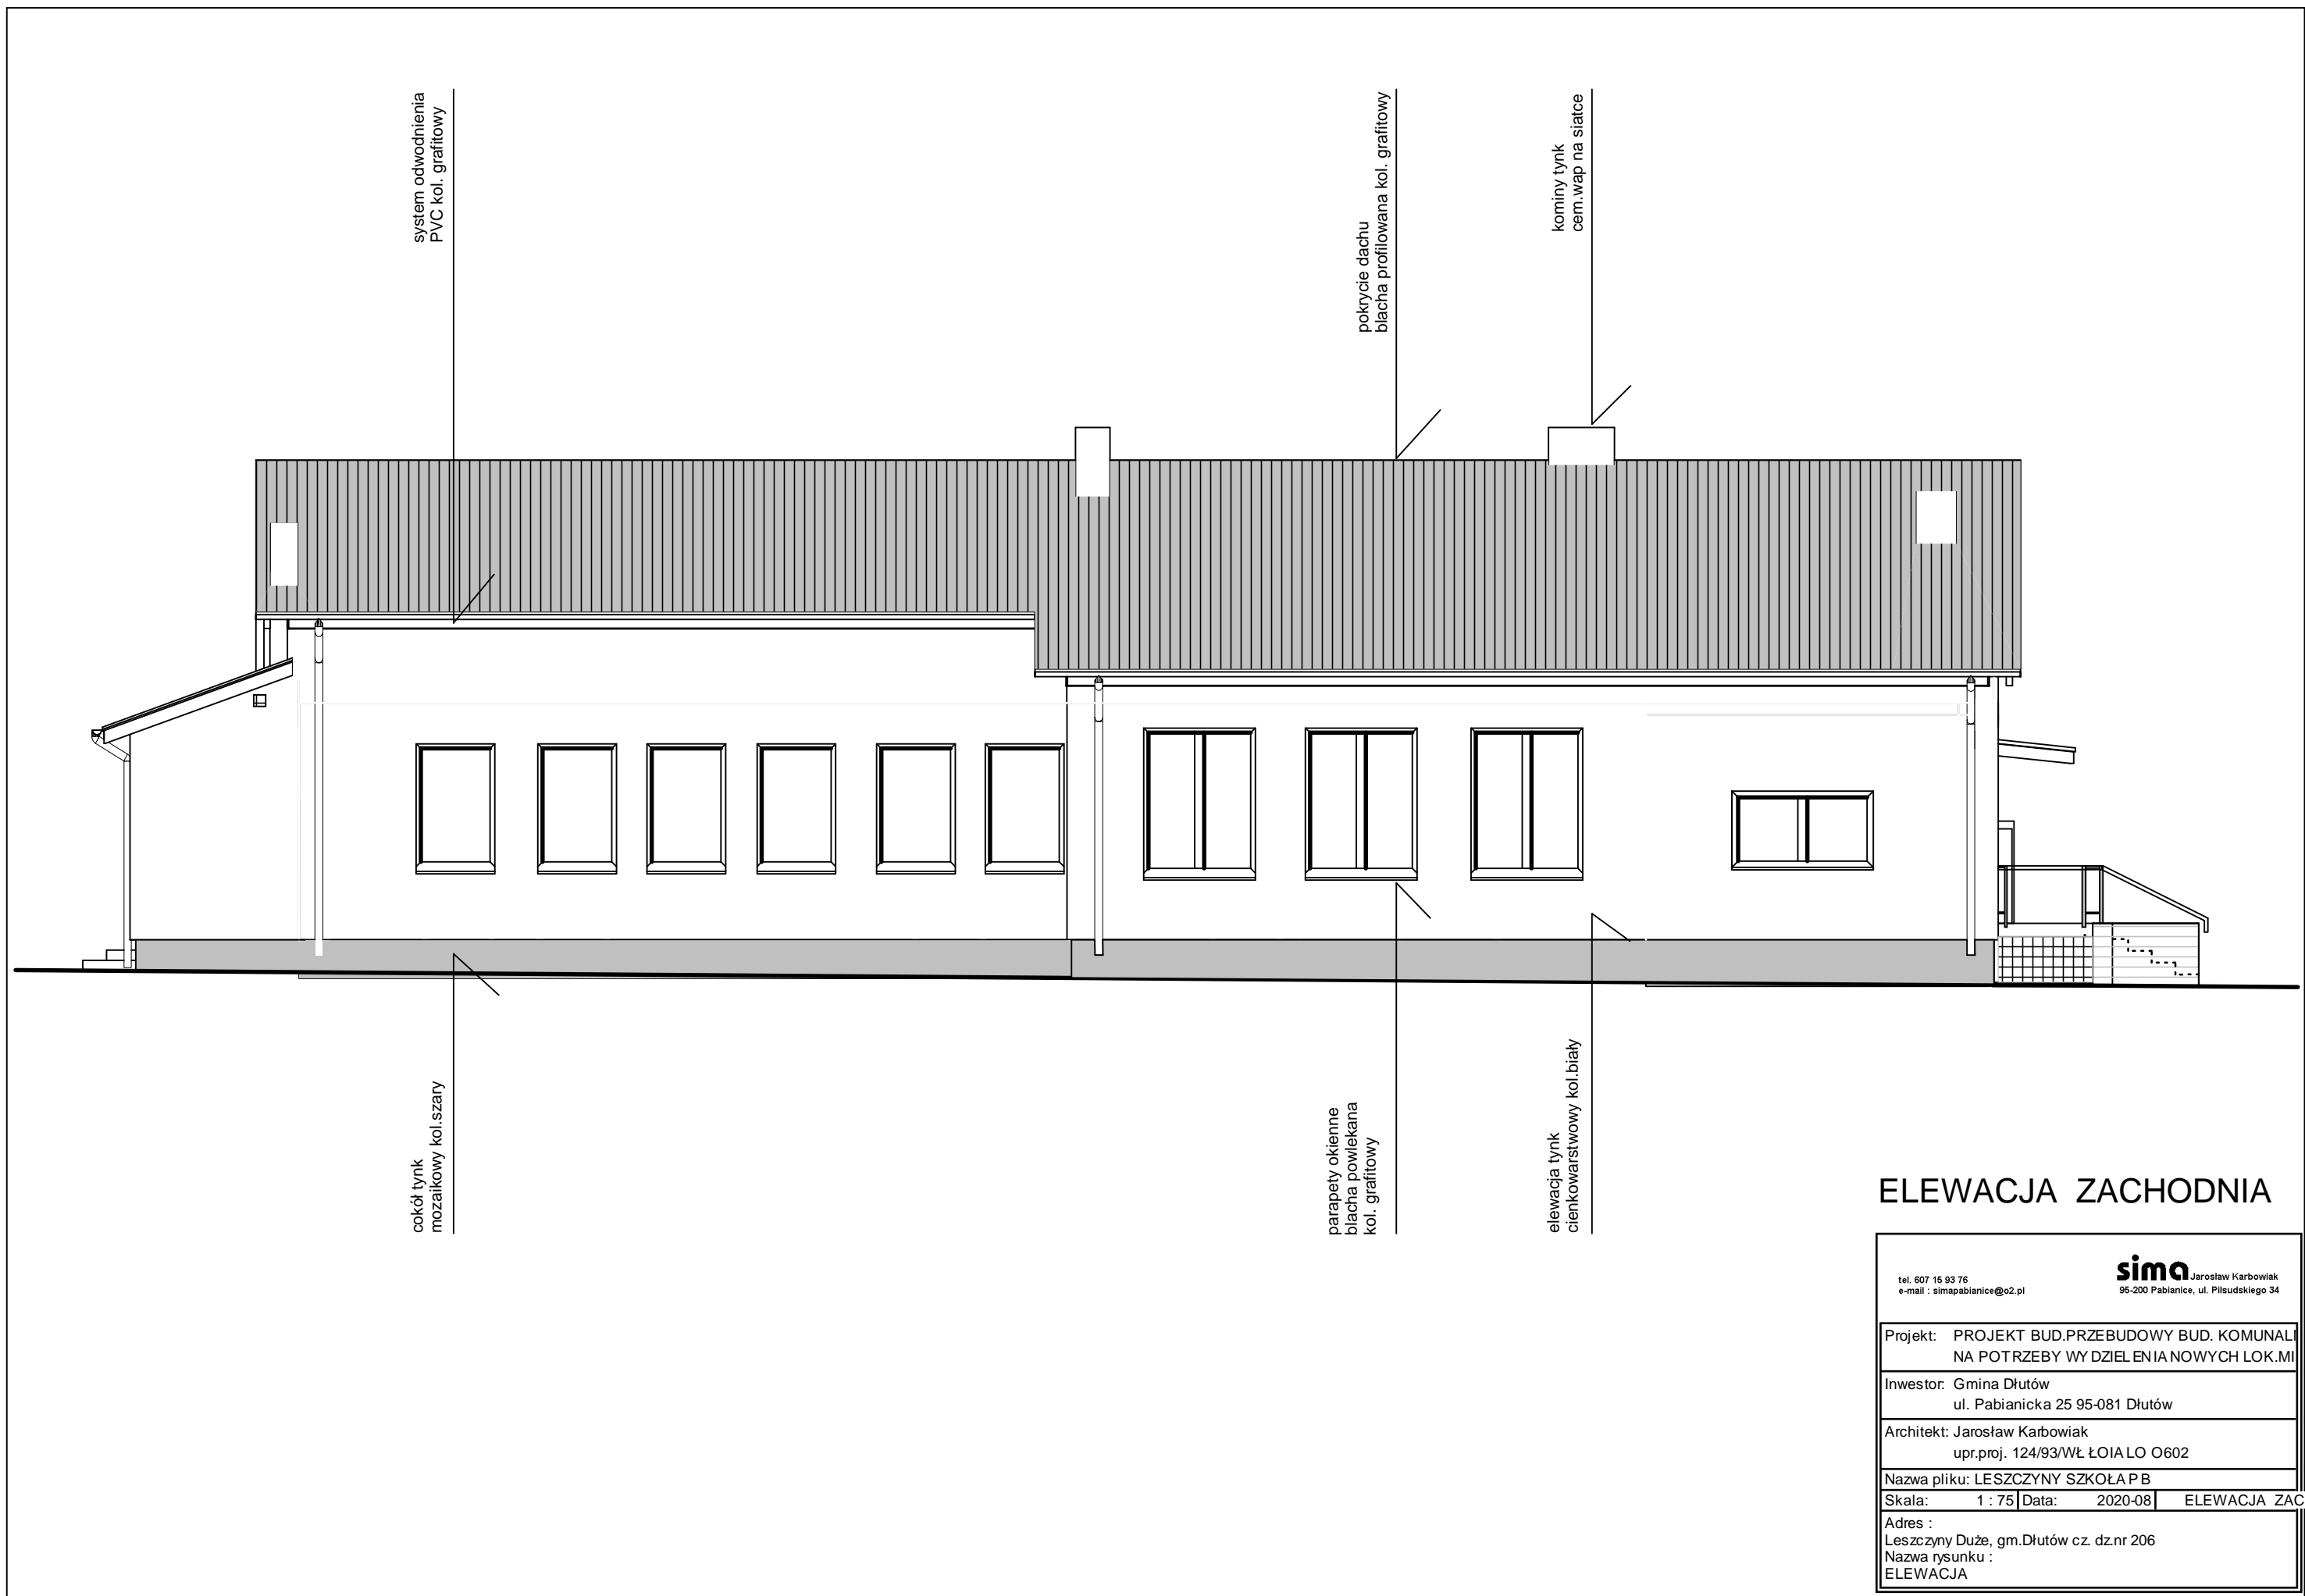 system odwodnienia
PVC kol. grafitowy
pokrycie dachu
blacha profilowana kol. grafitowy
kominy tynk
cem.wap na siatce
cokół tynk
mozaikowy kol.szary
parapety okienne
blacha powlekana
kol. grafitowy
elewacja tynk
cienkowarstwowy kol.biały
ELEWACJA ZACHODNIA
tel. 607 15 93 76
e-mail : simapabianice@o2.pl
sima Jarosław Karbowiak
95-200 Pabianice, ul. Piłsudskiego 34
Projekt: PROJEKT BUD.PRZEBUDOWY BUD. KOMUNAL
NA POTRZEBY WYDZIELENIA NOWYCH LOK.MI
Inwestor: Gmina Dłutów
ul. Pabianicka 25 95-081 Dłutów
Architekt: Jarosław Karbowiak
upr.proj. 124/93/WŁ ŁOIA LO O602
Nazwa pliku: LESZCZYNY SZKOŁA P B
Skala: 1 : 75 Data: 2020-08 ELEWACJA ZAC
Adres :
Leszczyny Duże, gm.Dłutów cz. dz.nr 206
Nazwa rysunku :
ELEWACJA